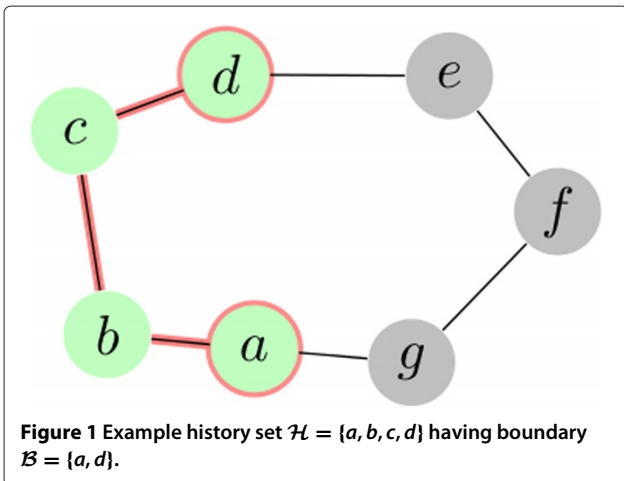 d
e
c
f
b
a
g
Figure 1 Example history set ℋ = {a, b, c, d} having boundary
ℬ = {a, d}.